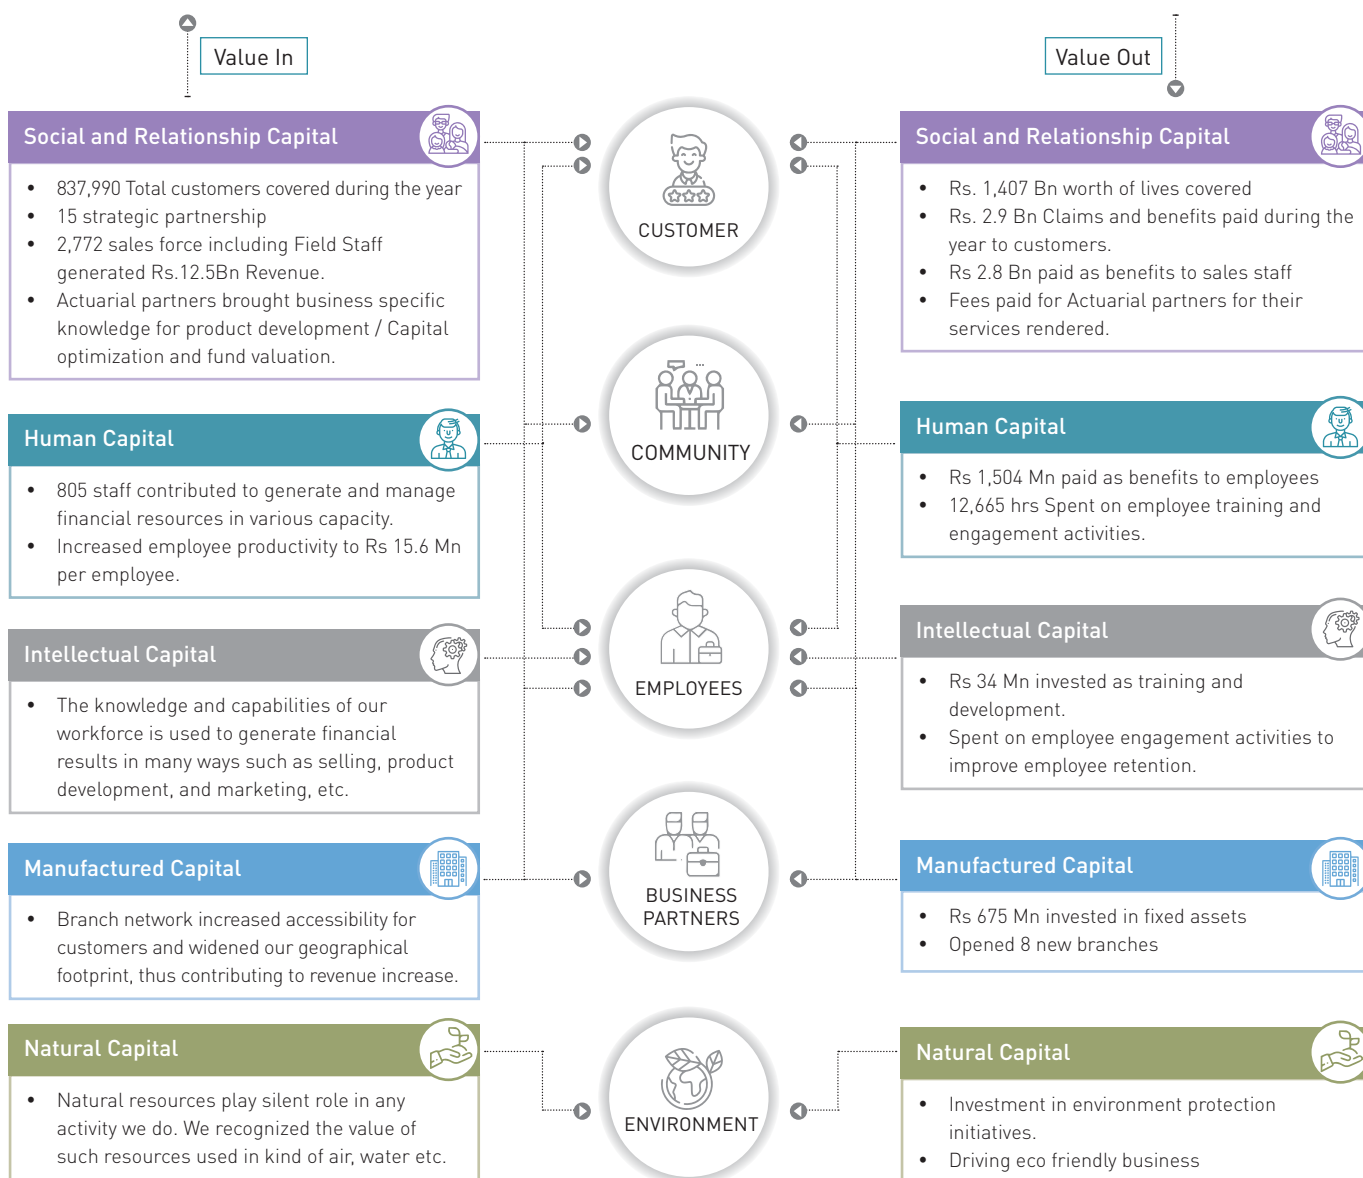 Value In
Social and Relationship Capital
• 837,990 Total customers covered during the year
• 15 strategic partnership
• 2,772 sales force including Field Staff
generated Rs.12.5Bn Revenue.
• Actuarial partners brought business specific
knowledge for product development / Capital
optimization and fund valuation.
Human Capital
• 805 staff contributed to generate and manage
financial resources in various capacity.
• Increased employee productivity to Rs 15.6 Mn
per employee.
Intellectual Capital
• The knowledge and capabilities of our
workforce is used to generate financial
results in many ways such as selling, product
development, and marketing, etc.
Manufactured Capital
• Branch network increased accessibility for
customers and widened our geographical
footprint, thus contributing to revenue increase.
Natural Capital
• Natural resources play silent role in any
activity we do. We recognized the value of
such resources used in kind of air, water etc.
CUSTOMER
COMMUNITY
EMPLOYEES
BUSINESS
PARTNERS
ENVIRONMENT
Value Out
Social and Relationship Capital
• Rs. 1,407 Bn worth of lives covered
• Rs. 2.9 Bn Claims and benefits paid during the
year to customers.
• Rs 2.8 Bn paid as benefits to sales staff
• Fees paid for Actuarial partners for their
services rendered.
Human Capital
• Rs 1,504 Mn paid as benefits to employees
• 12,665 hrs Spent on employee training and
engagement activities.
Intellectual Capital
• Rs 34 Mn invested as training and
development.
• Spent on employee engagement activities to
improve employee retention.
Manufactured Capital
• Rs 675 Mn invested in fixed assets
• Opened 8 new branches
Natural Capital
• Investment in environment protection
initiatives.
• Driving eco friendly business